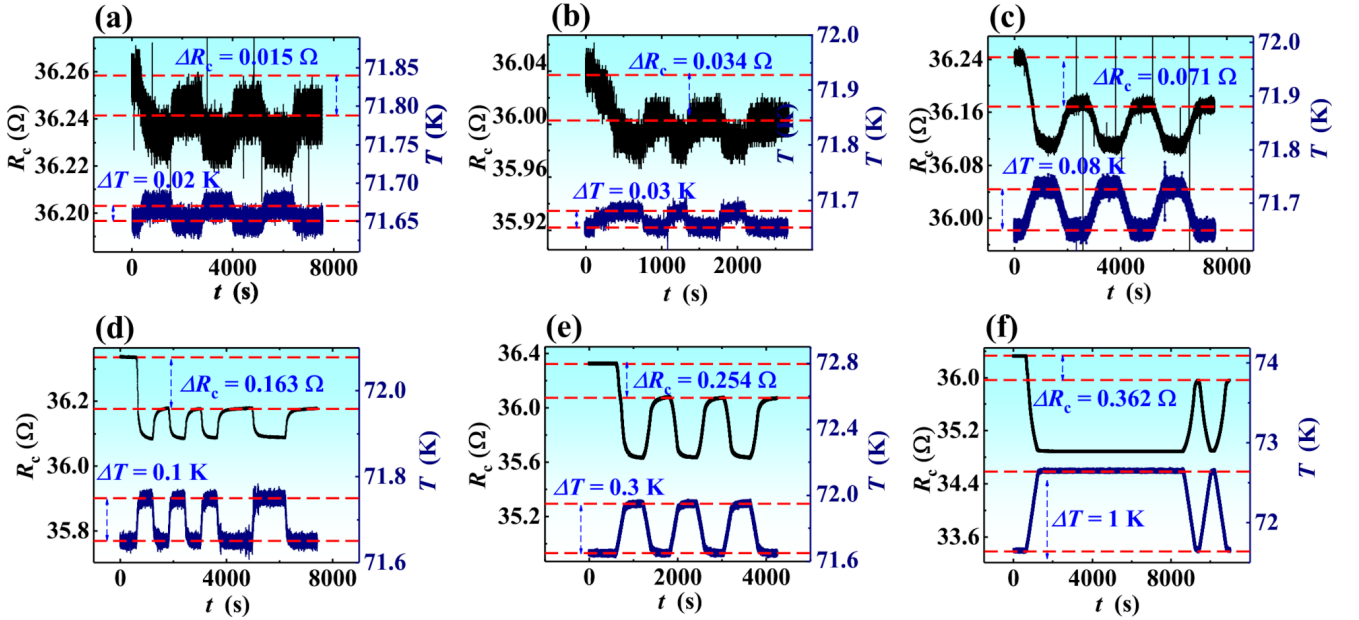 (a)
ΔRc = 0.015 Ω
36.26
36.24
36.22
36.20
Rc (Ω)
71.85
71.80
71.75
71.70
71.65
T (K)
ΔT = 0.02 K
0 4000 8000
t (s)
(b)
ΔRc = 0.034 Ω
36.04
36.00
35.96
35.92
Rc (Ω)
72.0
71.9
71.8
71.7
T (K)
ΔT = 0.03 K
0 1000 2000
t (s)
(c)
ΔRc = 0.071 Ω
36.24
36.16
36.08
36.00
Rc (Ω)
72.0
71.9
71.8
71.7
T (K)
ΔT = 0.08 K
0 4000 8000
t (s)
(d)
ΔRc = 0.163 Ω
36.2
36.0
35.8
Rc (Ω)
72.0
71.8
71.6
T (K)
ΔT = 0.1 K
0 4000 8000
t (s)
(e)
ΔRc = 0.254 Ω
36.4
36.0
35.6
35.2
Rc (Ω)
72.8
72.4
72.0
71.6
T (K)
ΔT = 0.3 K
0 2000 4000
t (s)
(f)
ΔRc = 0.362 Ω
36.0
35.2
34.4
33.6
Rc (Ω)
74
73
72
T (K)
ΔT = 1 K
0 4000 8000
t (s)